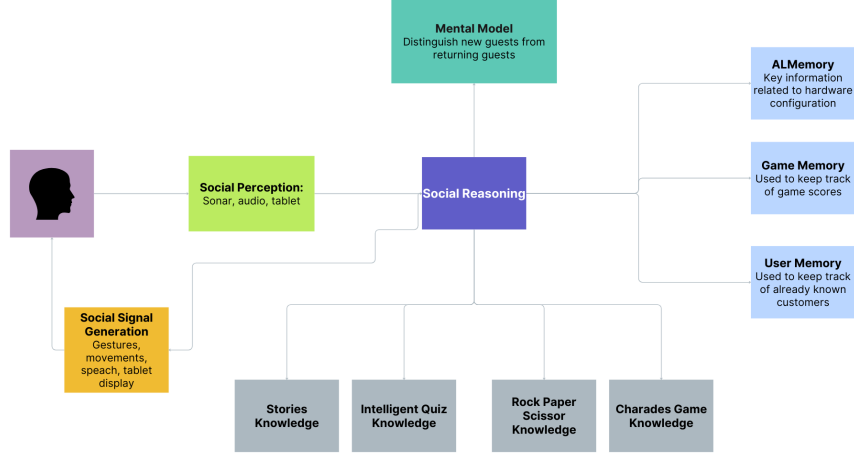 Mental Model
Distinguish new guests from
returning guests
ALMemory
Key information
related to hardware
configuration
Social Perception:
Sonar, audio, tablet
Social Reasoning
Game Memory
Used to keep track
of game scores
User Memory
Used to keep track
of already known
customers
Social Signal
Generation
Gestures,
movements,
speach, tablet
display
Stories
Knowledge
Intelligent Quiz
Knowledge
Rock Paper
Scissor
Knowledge
Charades Game
Knowledge